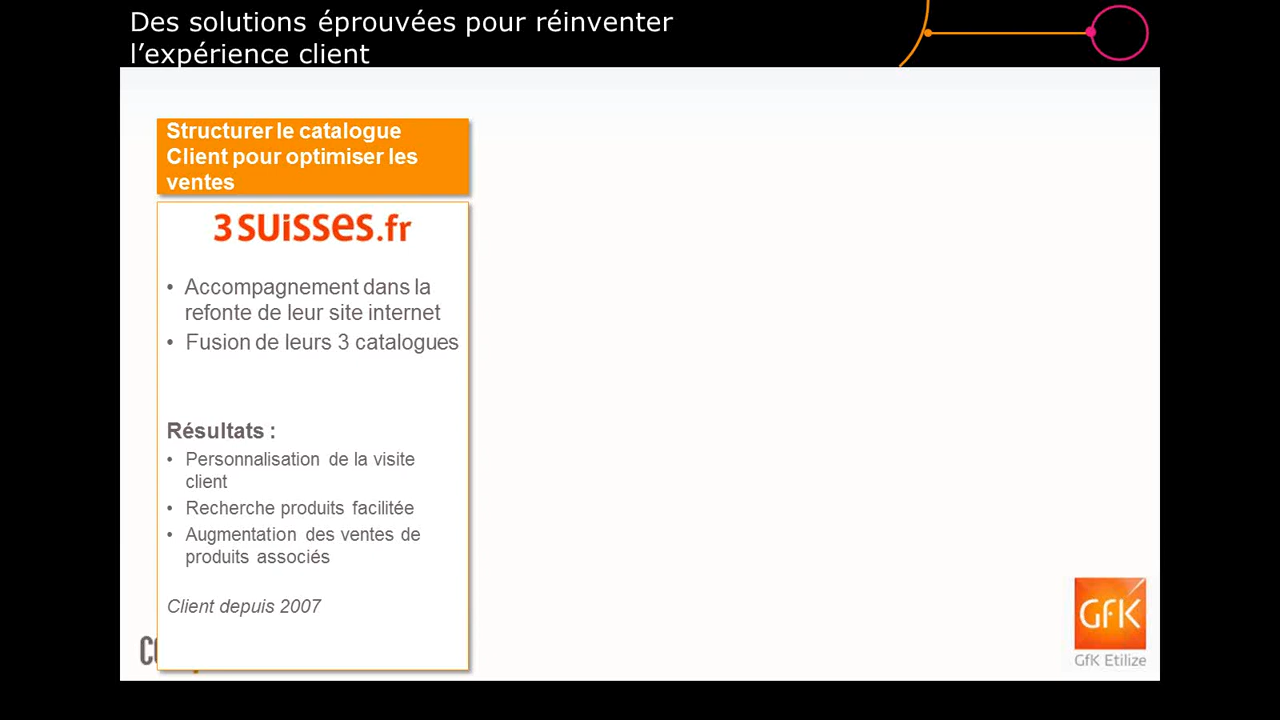 Des solutions éprouvées pour réinventer
l’expérience client
Structurer le catalogue
Client pour optimiser les
ventes
3SUISSES.fr
• Accompagnement dans la
refonte de leur site internet
• Fusion de leurs 3 catalogues
Résultats :
• Personnalisation de la visite
client
• Recherche produits facilitée
• Augmentation des ventes de
produits associés
Client depuis 2007
GfK
GfK Etilize